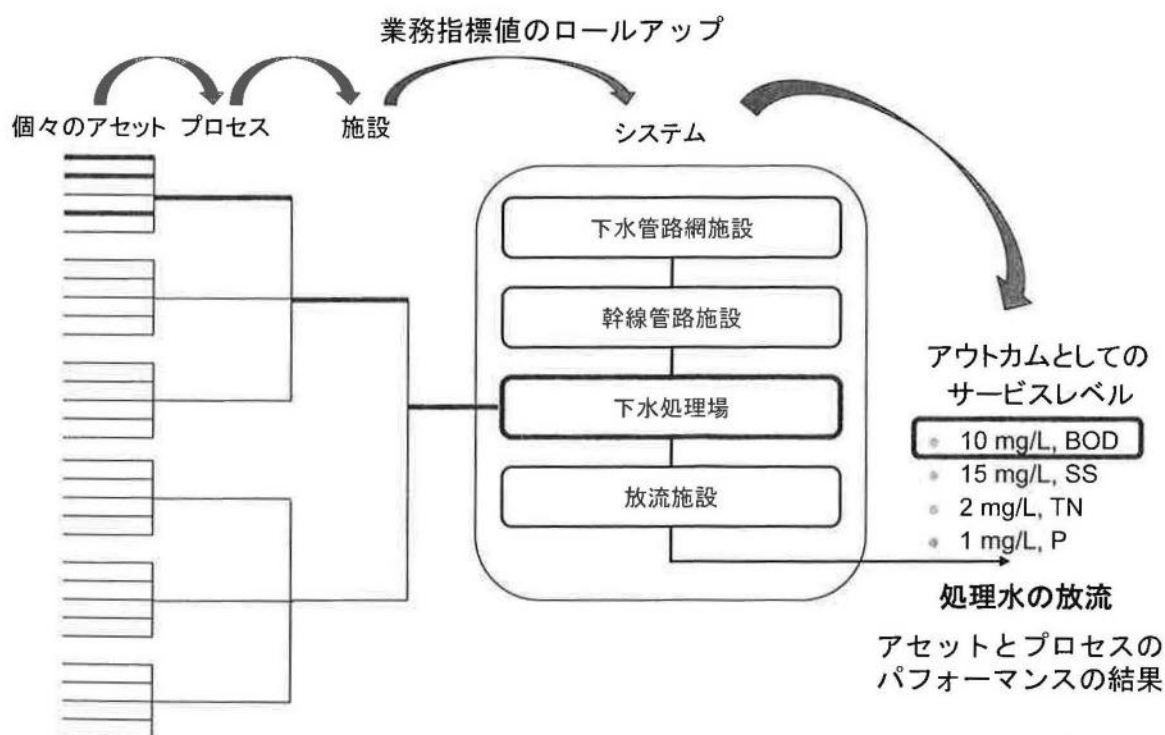 業務指標値のロールアップ
個々のアセット プロセス 施設 システム
下水管路網施設
幹線管路施設
下水処理場
放流施設
アウトカムとしての
サービスレベル
10 mg/L, BOD
15 mg/L, SS
2 mg/L, TN
1 mg/L, P
処理水の放流
アセットとプロセスの
パフォーマンスの結果